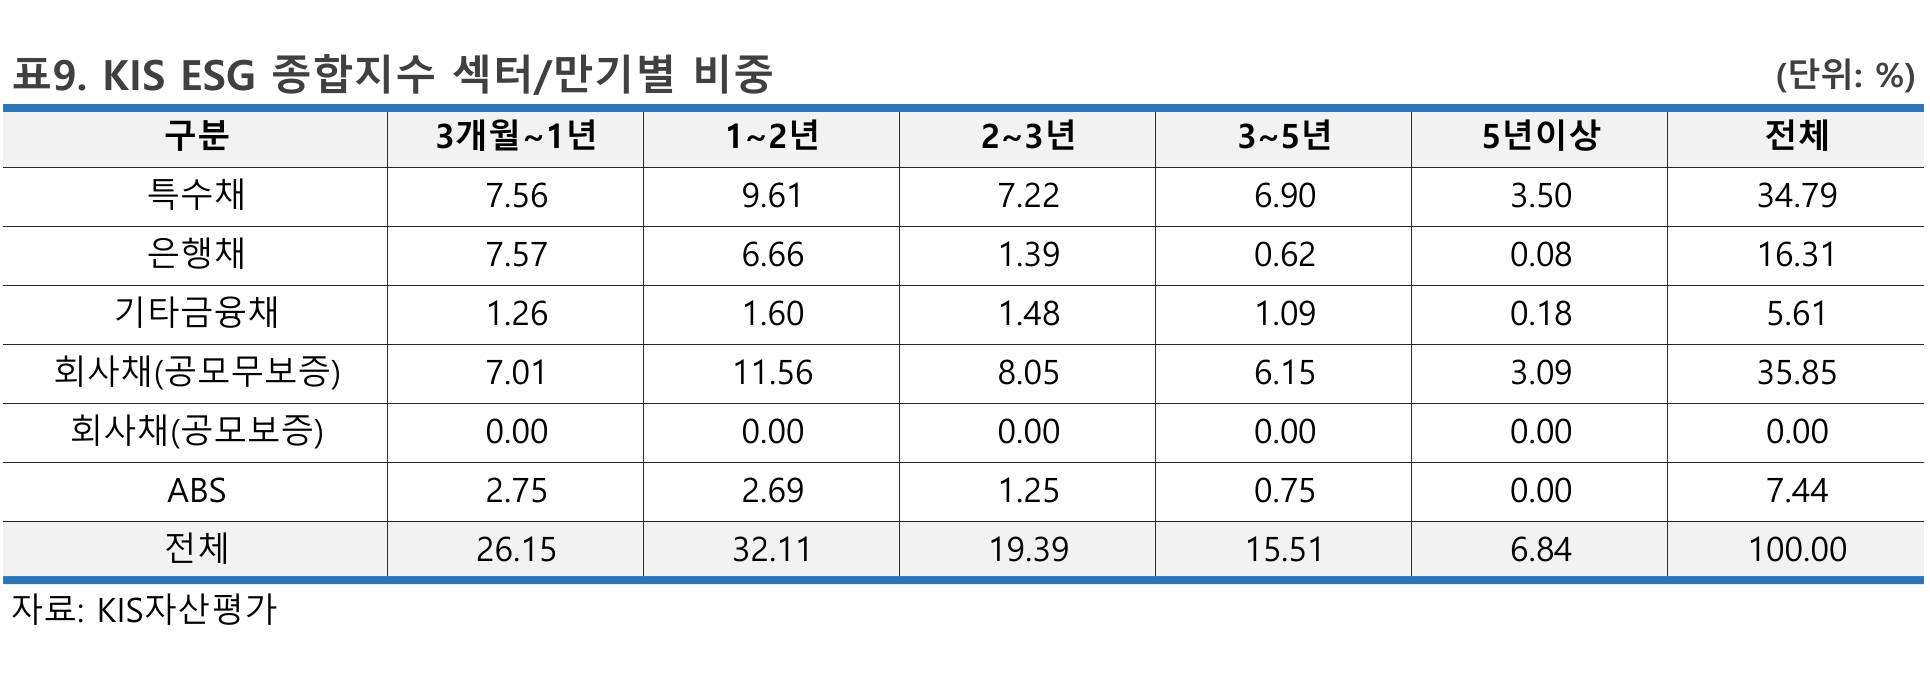 표9. KIS ESG 종합지수 섹터/만기별 비중 (단위: %)
구분 3개월~1년 1~2년 2~3년 3~5년 5년이상 전체
특수채 7.56 9.61 7.22 6.90 3.50 34.79
은행채 7.57 6.66 1.39 0.62 0.08 16.31
기타금융채 1.26 1.60 1.48 1.09 0.18 5.61
회사채(공모무보증) 7.01 11.56 8.05 6.15 3.09 35.85
회사채(공모보증) 0.00 0.00 0.00 0.00 0.00 0.00
ABS 2.75 2.69 1.25 0.75 0.00 7.44
전체 26.15 32.11 19.39 15.51 6.84 100.00
자료: KIS자산평가